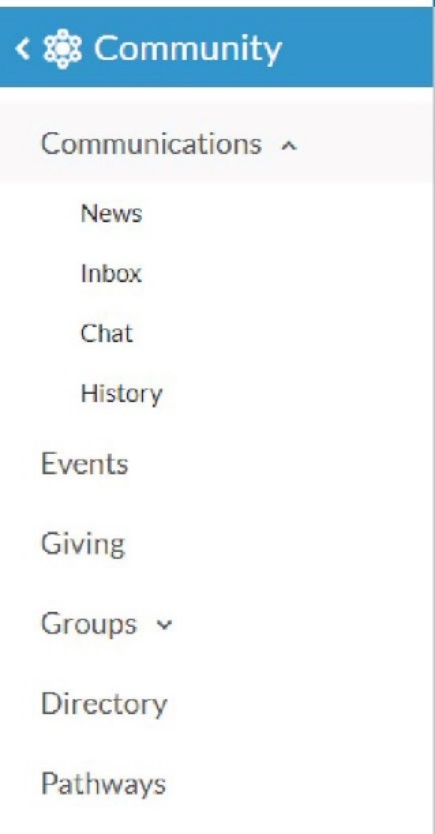 Community
Communications
News
Inbox
Chat
History
Events
Giving
Groups
Directory
Pathways